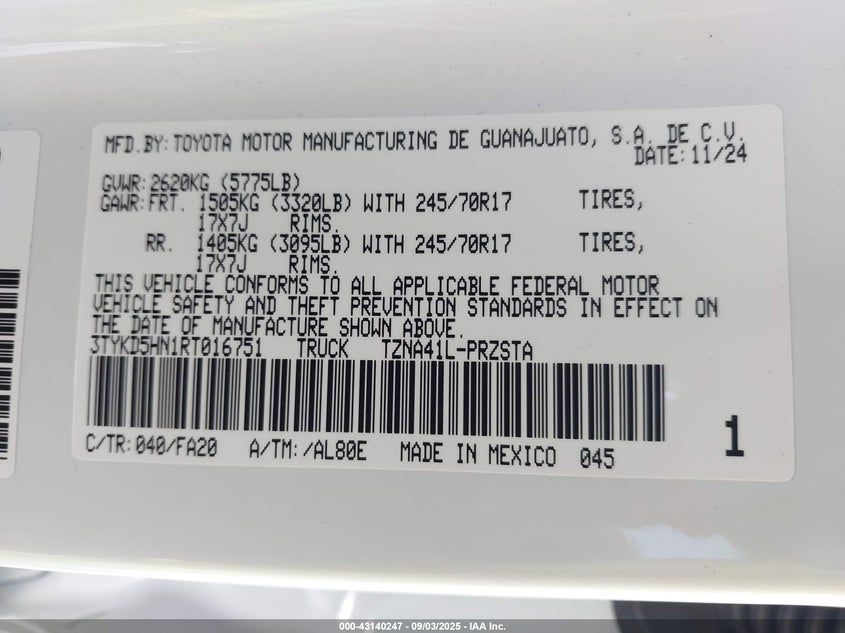 MFD.BY: TOYOTA MOTOR MANUFACTURING DE GUANAJUATO, S.A. DE C.V.
DATE: 11/24
GVWR: 2620KG (5775LB)
GAWR: FRT. 1505KG (3320LB) WITH 245/70R17 TIRES,
17X7J RIMS.
RR. 1405KG (3095LB) WITH 245/70R17 TIRES,
17X7J RIMS.
THIS VEHICLE CONFORMS TO ALL APPLICABLE FEDERAL MOTOR
VEHICLE SAFETY AND THEFT PREVENTION STANDARDS IN EFFECT ON
THE DATE OF MANUFACTURE SHOWN ABOVE.
3TYKD5HN1RT016751 TRUCK TZNA41L-PRZSTA
1
C/TR: 040/FA20 A/TM: /AL80E MADE IN MEXICO 045
000-43140247 - 09/03/2025 - IAA Inc.